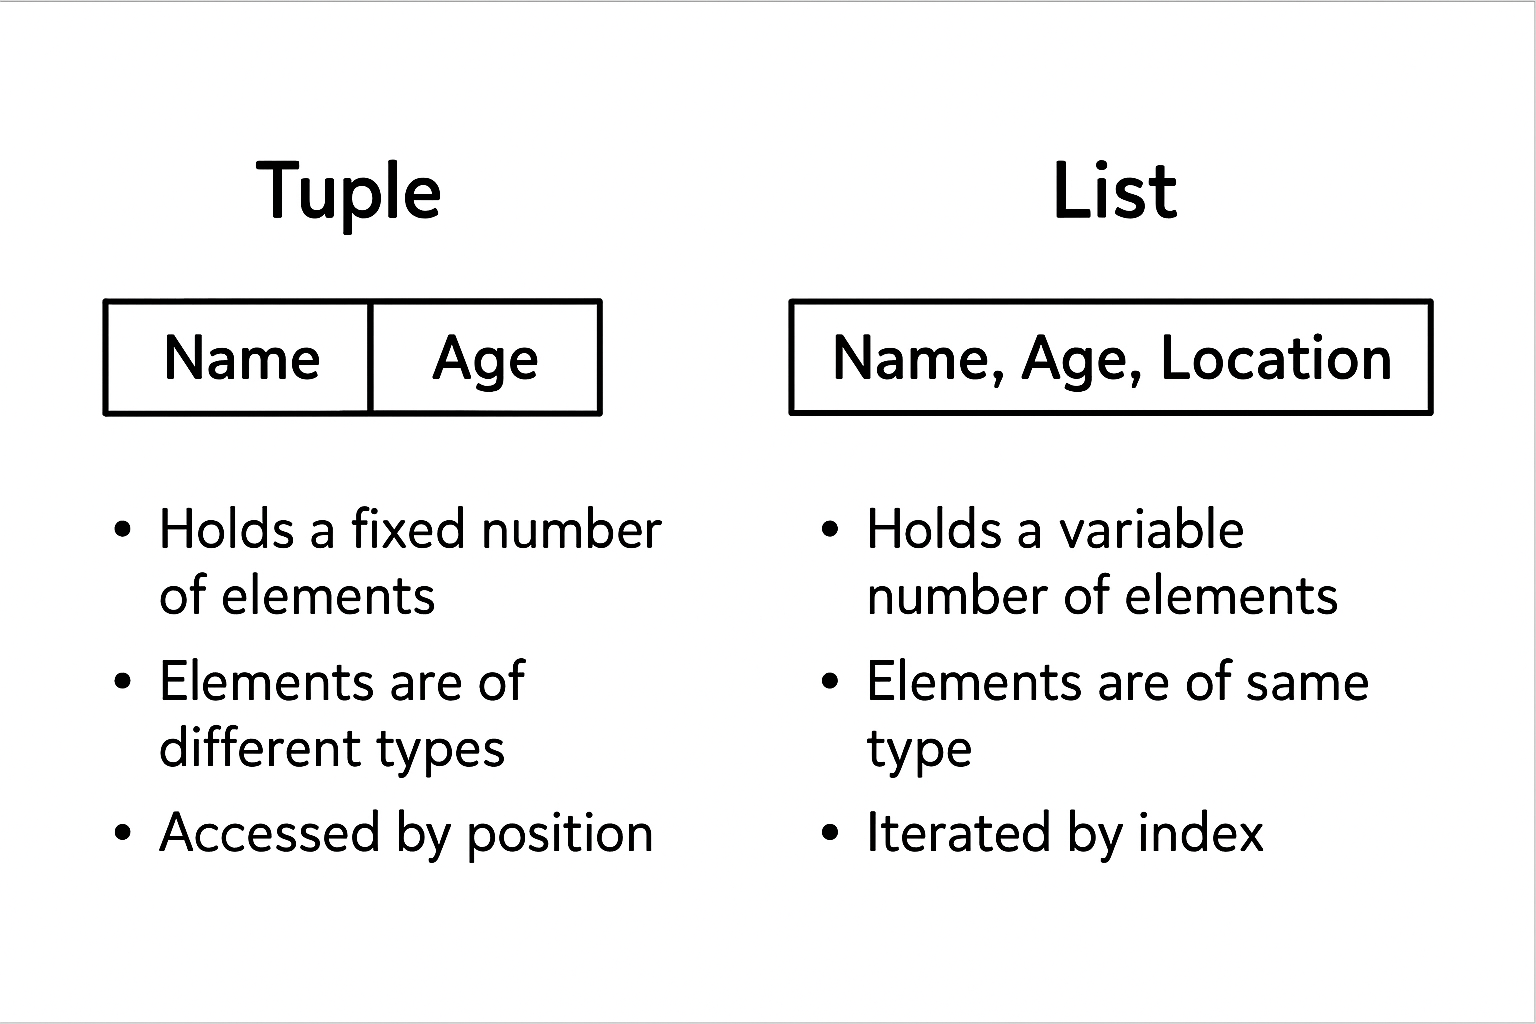 Tuple
Name Age
• Holds a fixed number
of elements
• Elements are of
different types
• Accessed by position
List
Name, Age, Location
• Holds a variable
number of elements
• Elements are of same
type
• Iterated by index